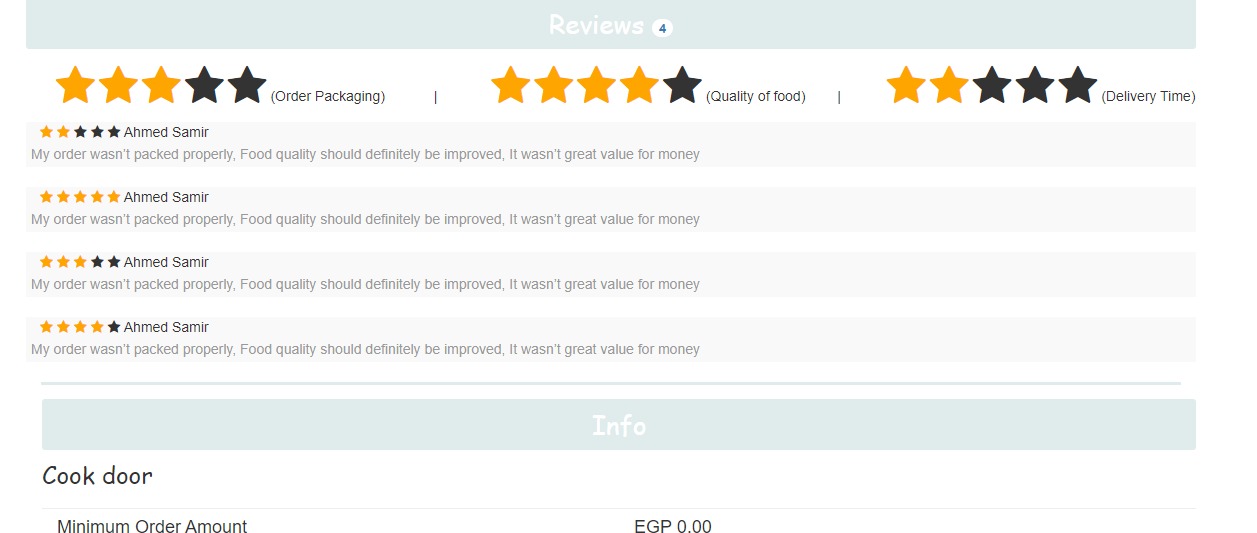 Reviews 4
(Order Packaging) | (Quality of food) | (Delivery Time)
Ahmed Samir
My order wasn't packed properly, Food quality should definitely be improved, It wasn't great value for money
Ahmed Samir
My order wasn't packed properly, Food quality should definitely be improved, It wasn't great value for money
Ahmed Samir
My order wasn't packed properly, Food quality should definitely be improved, It wasn't great value for money
Ahmed Samir
My order wasn't packed properly, Food quality should definitely be improved, It wasn't great value for money
Info
Cook door
Minimum Order Amount EGP 0.00